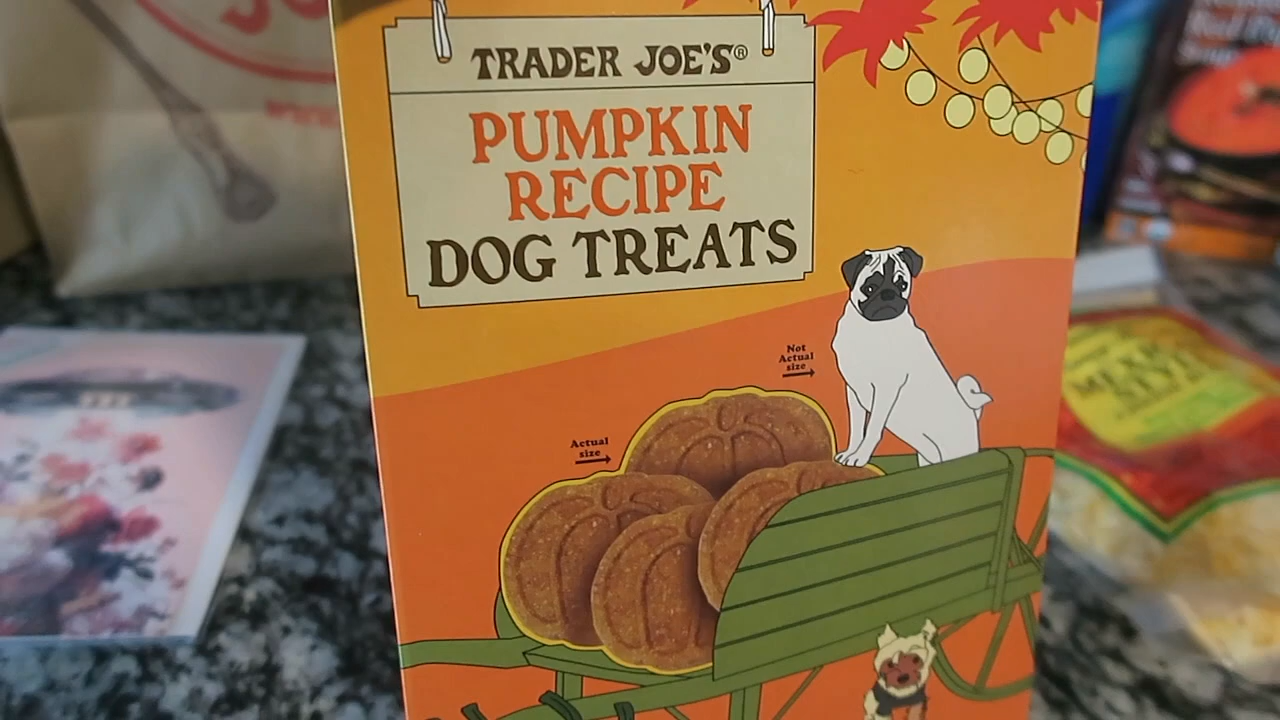 TRADER JOE'S®
PUMPKIN
RECIPE
DOG TREATS
Not
Actual
size
Actual
size